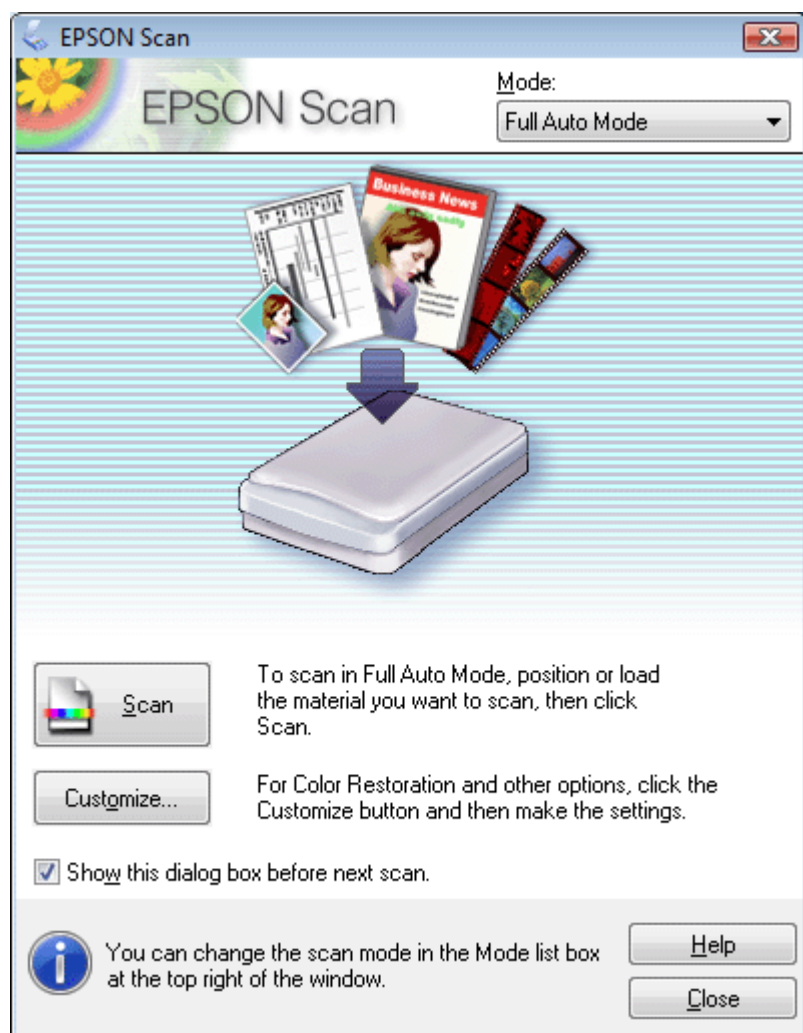 EPSON Scan
EPSON Scan
Mode:
Full Auto Mode
Business News
Scan
To scan in Full Auto Mode, position or load
the material you want to scan, then click
Scan.
Customize...
For Color Restoration and other options, click the
Customize button and then make the settings.
Show this dialog box before next scan.
You can change the scan mode in the Mode list box
at the top right of the window.
Help
Close